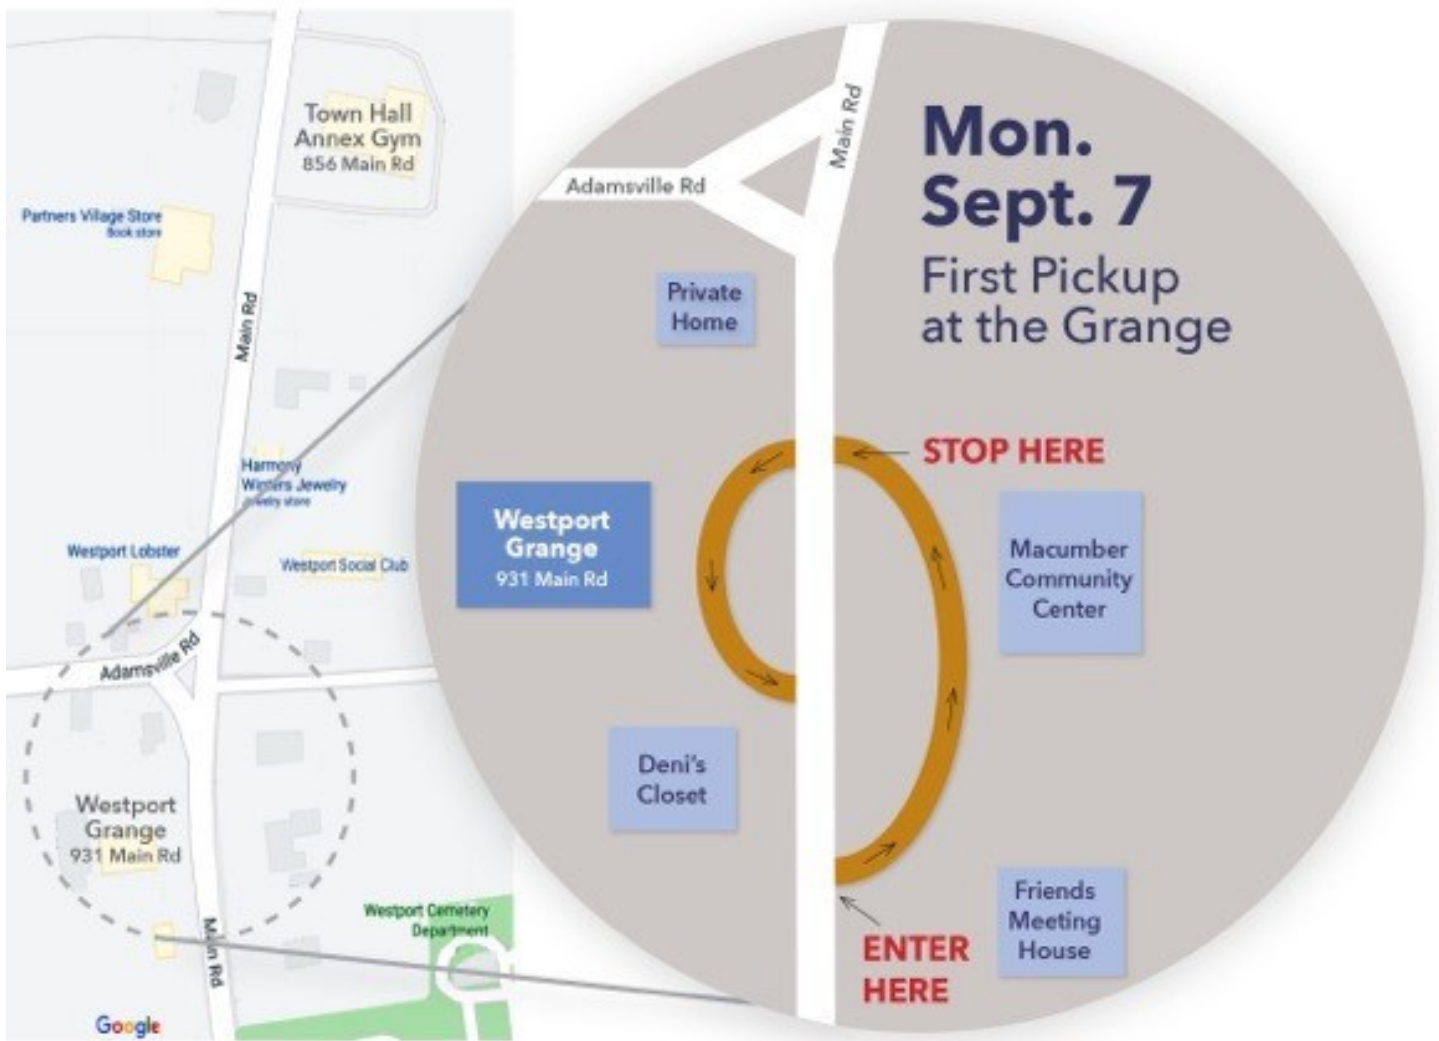 Town Hall
Annex Gym
856 Main Rd
Partners Village Store
Book store
Main Rd
Harmony
Winters Jewelry
Jewelry store
Westport Lobster
Westport Social Club
Adamsville Rd
Westport
Grange
931 Main Rd
Main Rd
Westport Cemetery
Department
Google
Main Rd
Adamsville Rd
Mon.
Sept. 7
First Pickup
at the Grange
Private
Home
STOP HERE
Westport
Grange
931 Main Rd
Macumber
Community
Center
Deni's
Closet
Friends
Meeting
House
ENTER
HERE